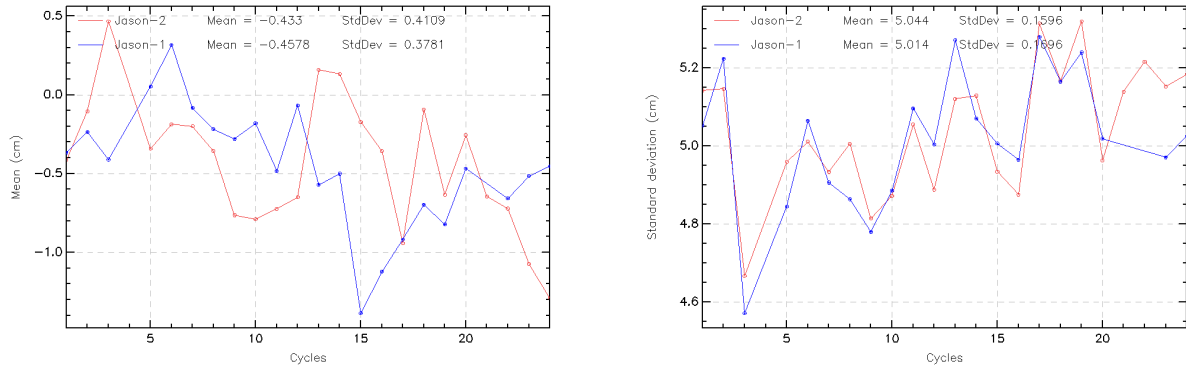 Jason-2 Mean = -0.433 StdDev = 0.4109
Jason-1 Mean = -0.4578 StdDev = 0.3781
0.5
0.0
-0.5
-1.0
Mean (cm)
5 10 15 20
Cycles
Jason-2 Mean = 5.044 StdDev = 0.1596
Jason-1 Mean = 5.014 StdDev = 0.1696
5.2
5.0
4.8
4.6
Standard deviation (cm)
5 10 15 20
Cycles